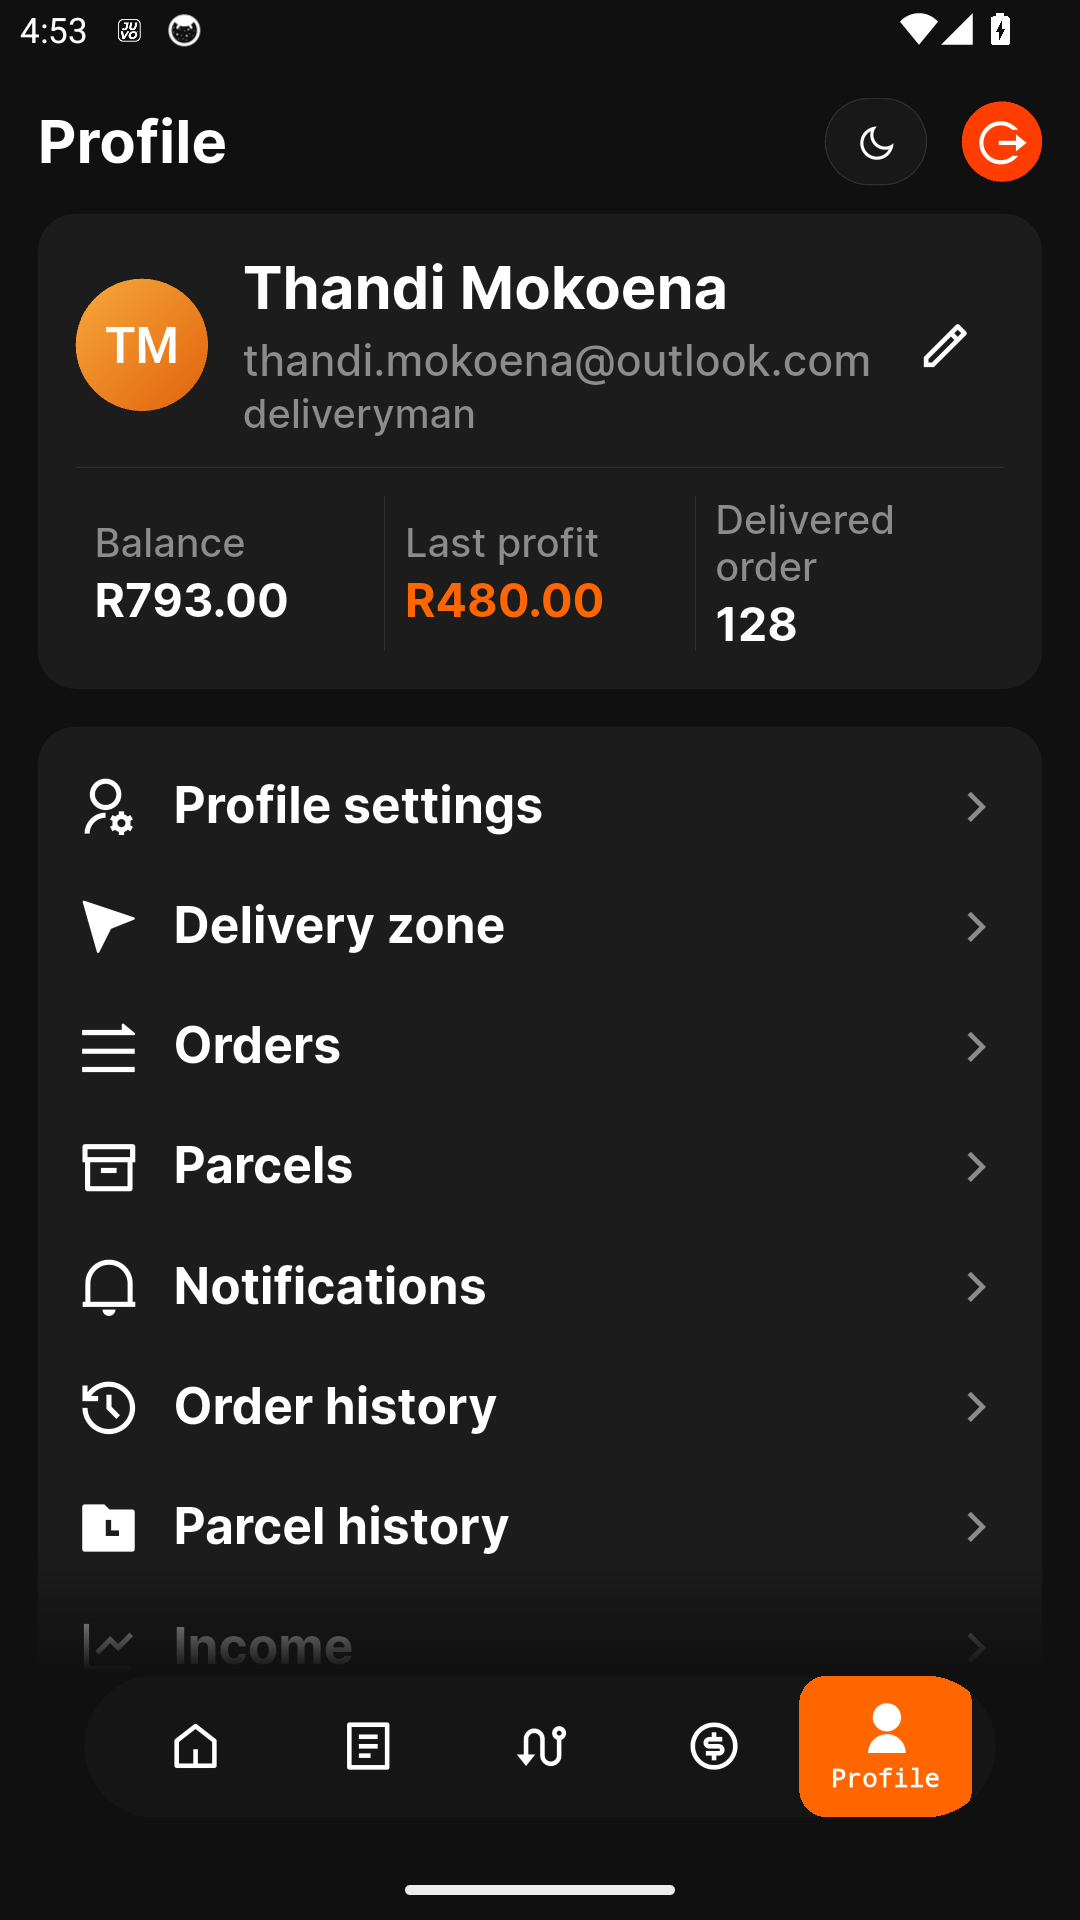 4:53
JUVO
Profile
Thandi Mokoena
TM
thandi.mokoena@outlook.com
deliveryman
Balance
R793.00
Last profit
R480.00
Delivered
order
128
Profile settings
Delivery zone
Orders
Parcels
Notifications
Order history
Parcel history
Income
Profile